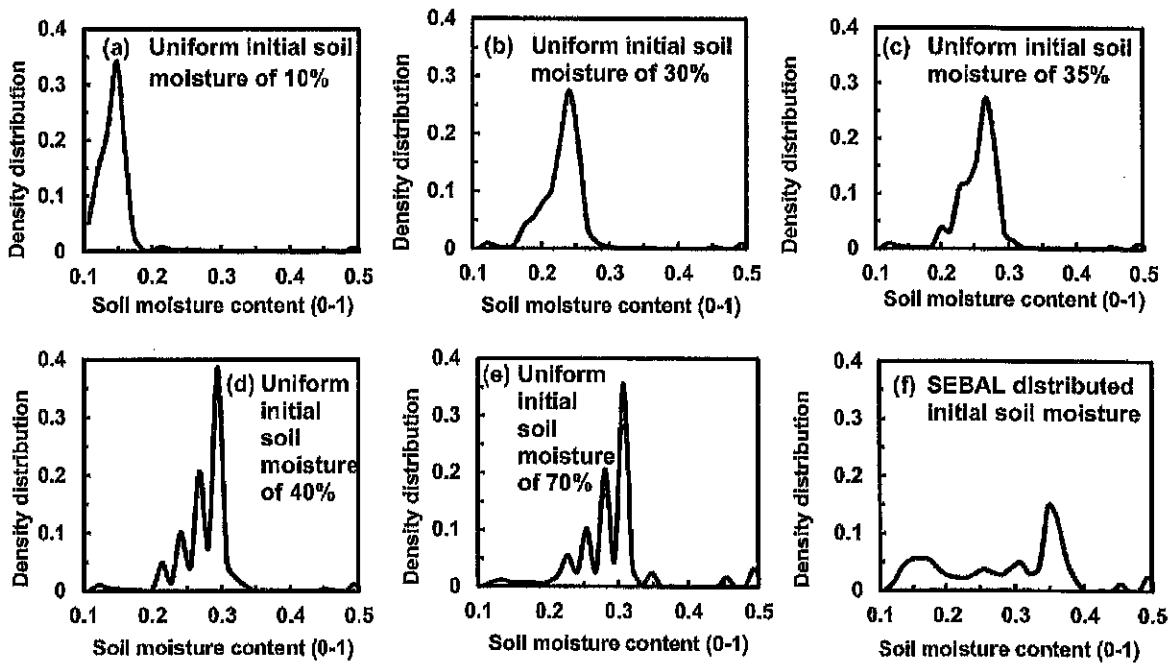 0.4
(a) Uniform initial soil
moisture of 10%
0.3
0.2
0.1
0
0.1 0.2 0.3 0.4 0.5
Density distribution
Soil moisture content (0-1)
0.4
(b) Uniform initial soil
moisture of 30%
0.3
0.2
0.1
0
0.1 0.2 0.3 0.4 0.5
Density distribution
Soil moisture content (0-1)
0.4
(c) Uniform initial soil
moisture of 35%
0.3
0.2
0.1
0
0.1 0.2 0.3 0.4 0.5
Density distribution
Soil moisture content (0-1)
0.4
(d) Uniform
initial
soil
moisture
of 40%
0.3
0.2
0.1
0
0.1 0.2 0.3 0.4 0.5
Density distribution
Soil moisture content (0-1)
0.4
(e) Uniform
initial
soil
moisture
of 70%
0.3
0.2
0.1
0
0.1 0.2 0.3 0.4 0.5
Density distribution
Soil moisture content (0-1)
0.4
(f) SEBAL distributed
initial soil moisture
0.3
0.2
0.1
0
0.1 0.2 0.3 0.4 0.5
Density distribution
Soil moisture content (0-1)